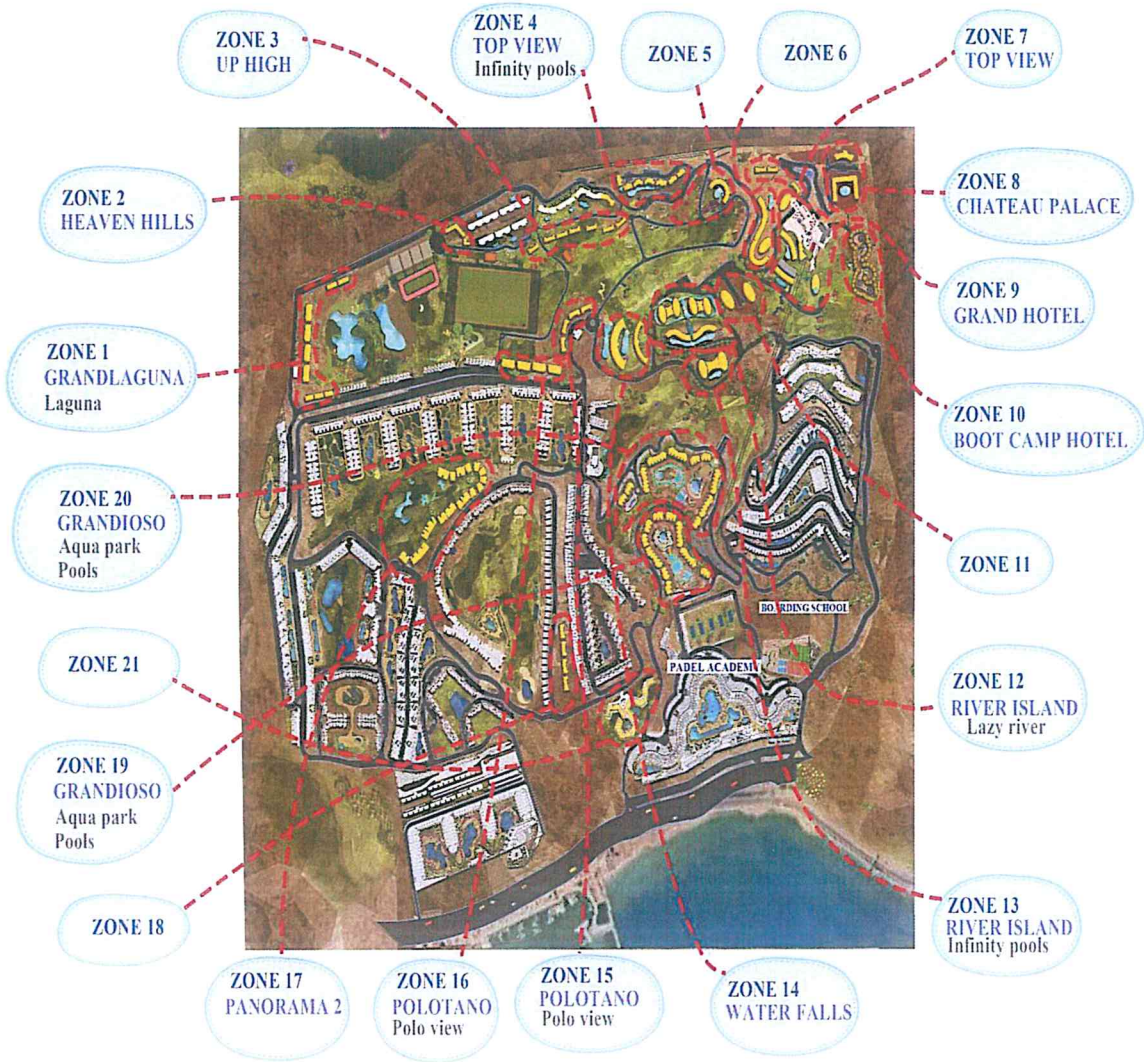 ZONE 3
UP HIGH
ZONE 4
TOP VIEW
Infinity pools
ZONE 5
ZONE 6
ZONE 7
TOP VIEW
ZONE 2
HEAVEN HILLS
ZONE 8
CHATEAU PALACE
ZONE 9
GRAND HOTEL
ZONE 1
GRANDLAGUNA
Laguna
ZONE 10
BOOT CAMP HOTEL
ZONE 20
GRANDIOSO
Aqua park
Pools
ZONE 11
BOARDING SCHOOL
ZONE 21
PADEL ACADEMY
ZONE 12
RIVER ISLAND
Lazy river
ZONE 19
GRANDIOSO
Aqua park
Pools
ZONE 18
ZONE 13
RIVER ISLAND
Infinity pools
ZONE 17
PANORAMA 2
ZONE 16
POLOTANO
Polo view
ZONE 15
POLOTANO
Polo view
ZONE 14
WATER FALLS